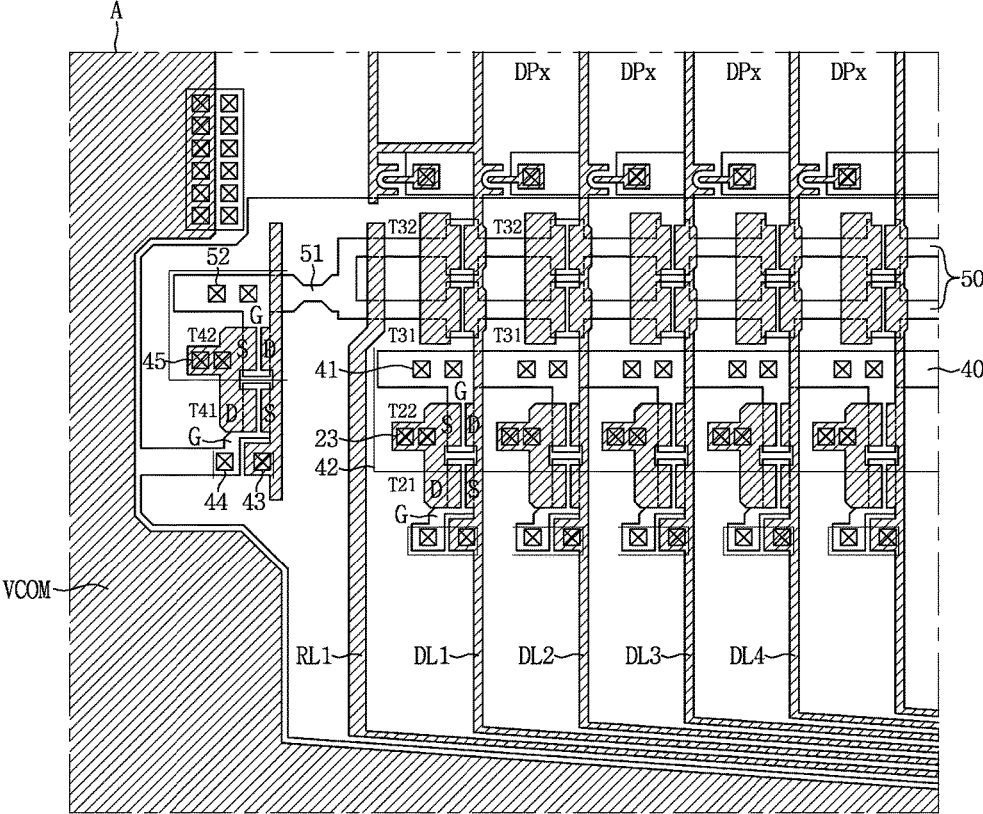 A
DPx DPx DPx DPx
T32 T32
52 51 50
G
T42 S D
45
T31 T31
41 40
G
T41 D S
T22 S D
G
23
42
44 43
T21 D S
G
VCOM
RL1 DL1 DL2 DL3 DL4